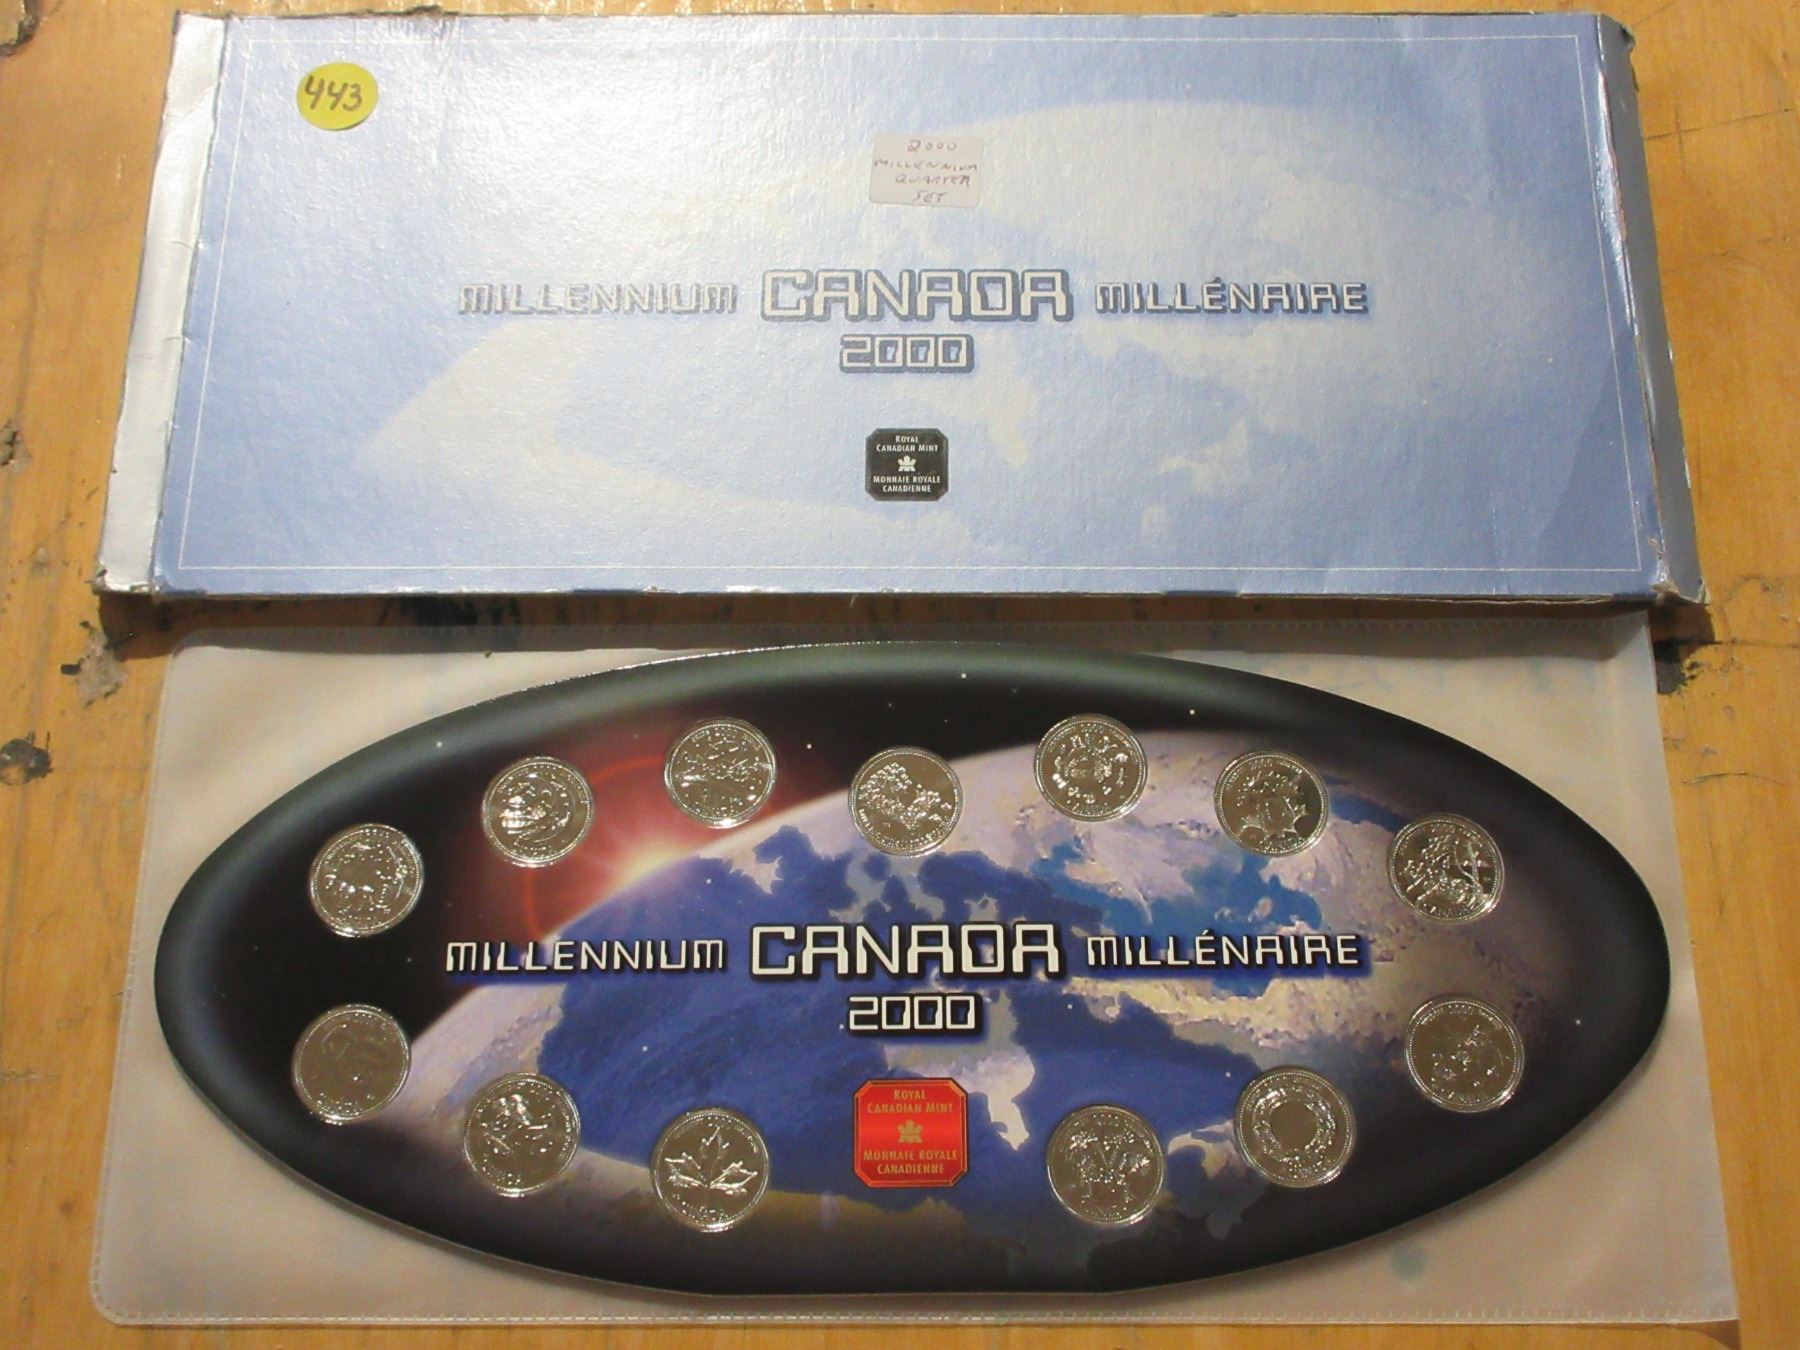 443
2000
MILLENNIUM
QUARTER
SET
MILLENNIUM CANADA MILLÉNAIRE
2000
ROYAL
CANADIAN MINT
MONNAIE ROYALE
CANADIENNE
MILLENNIUM CANADA MILLÉNAIRE
2000
ROYAL
CANADIAN MINT
MONNAIE ROYALE
CANADIENNE